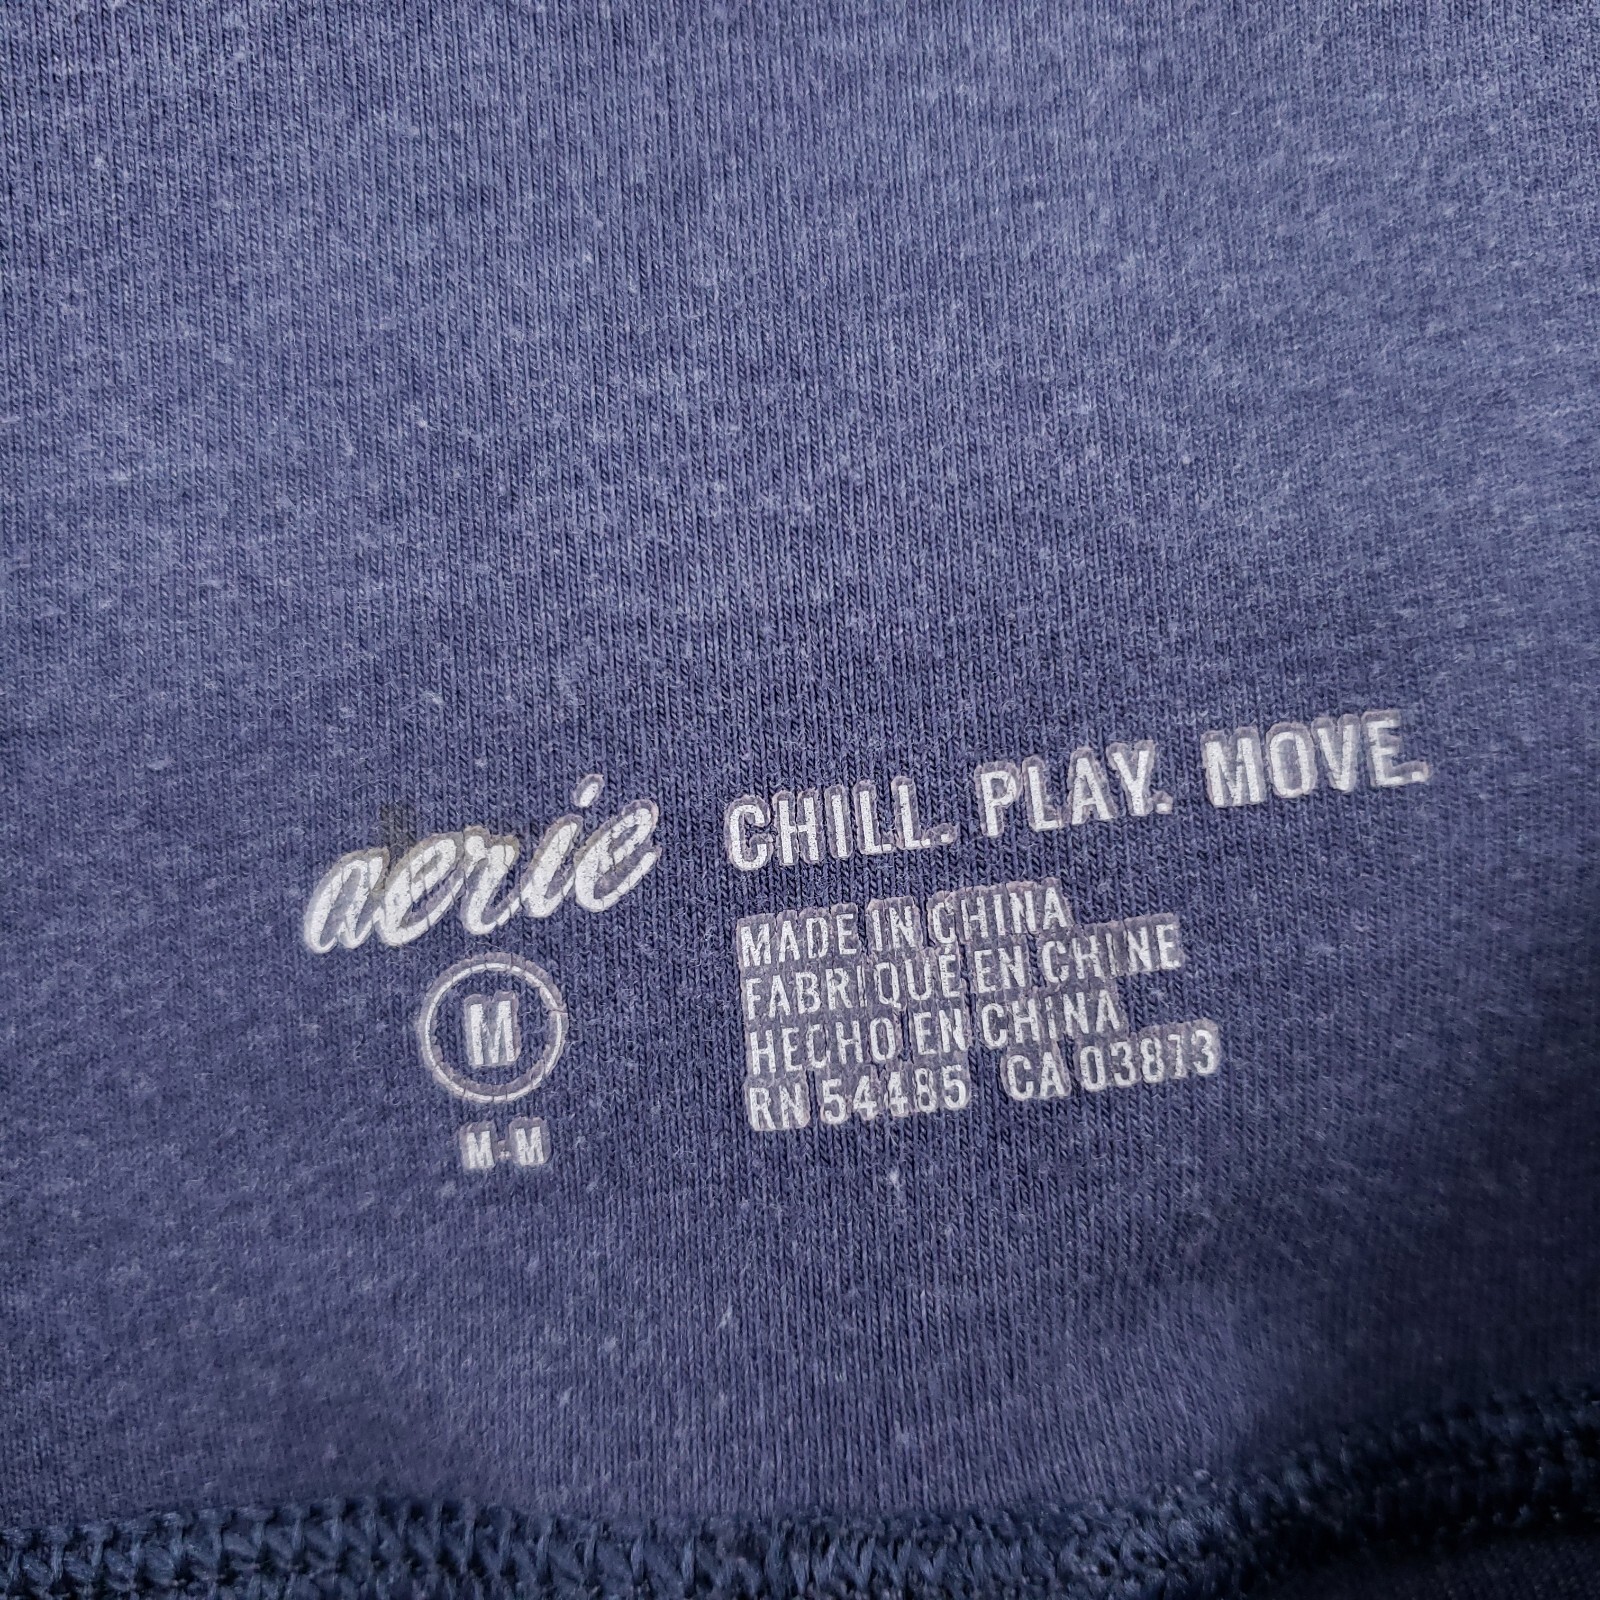 aerie
CHILL. PLAY. MOVE.
M
M·M
MADE IN CHINA
FABRIQUÉ EN CHINE
HECHO EN CHINA
RN 54485 CA 03873